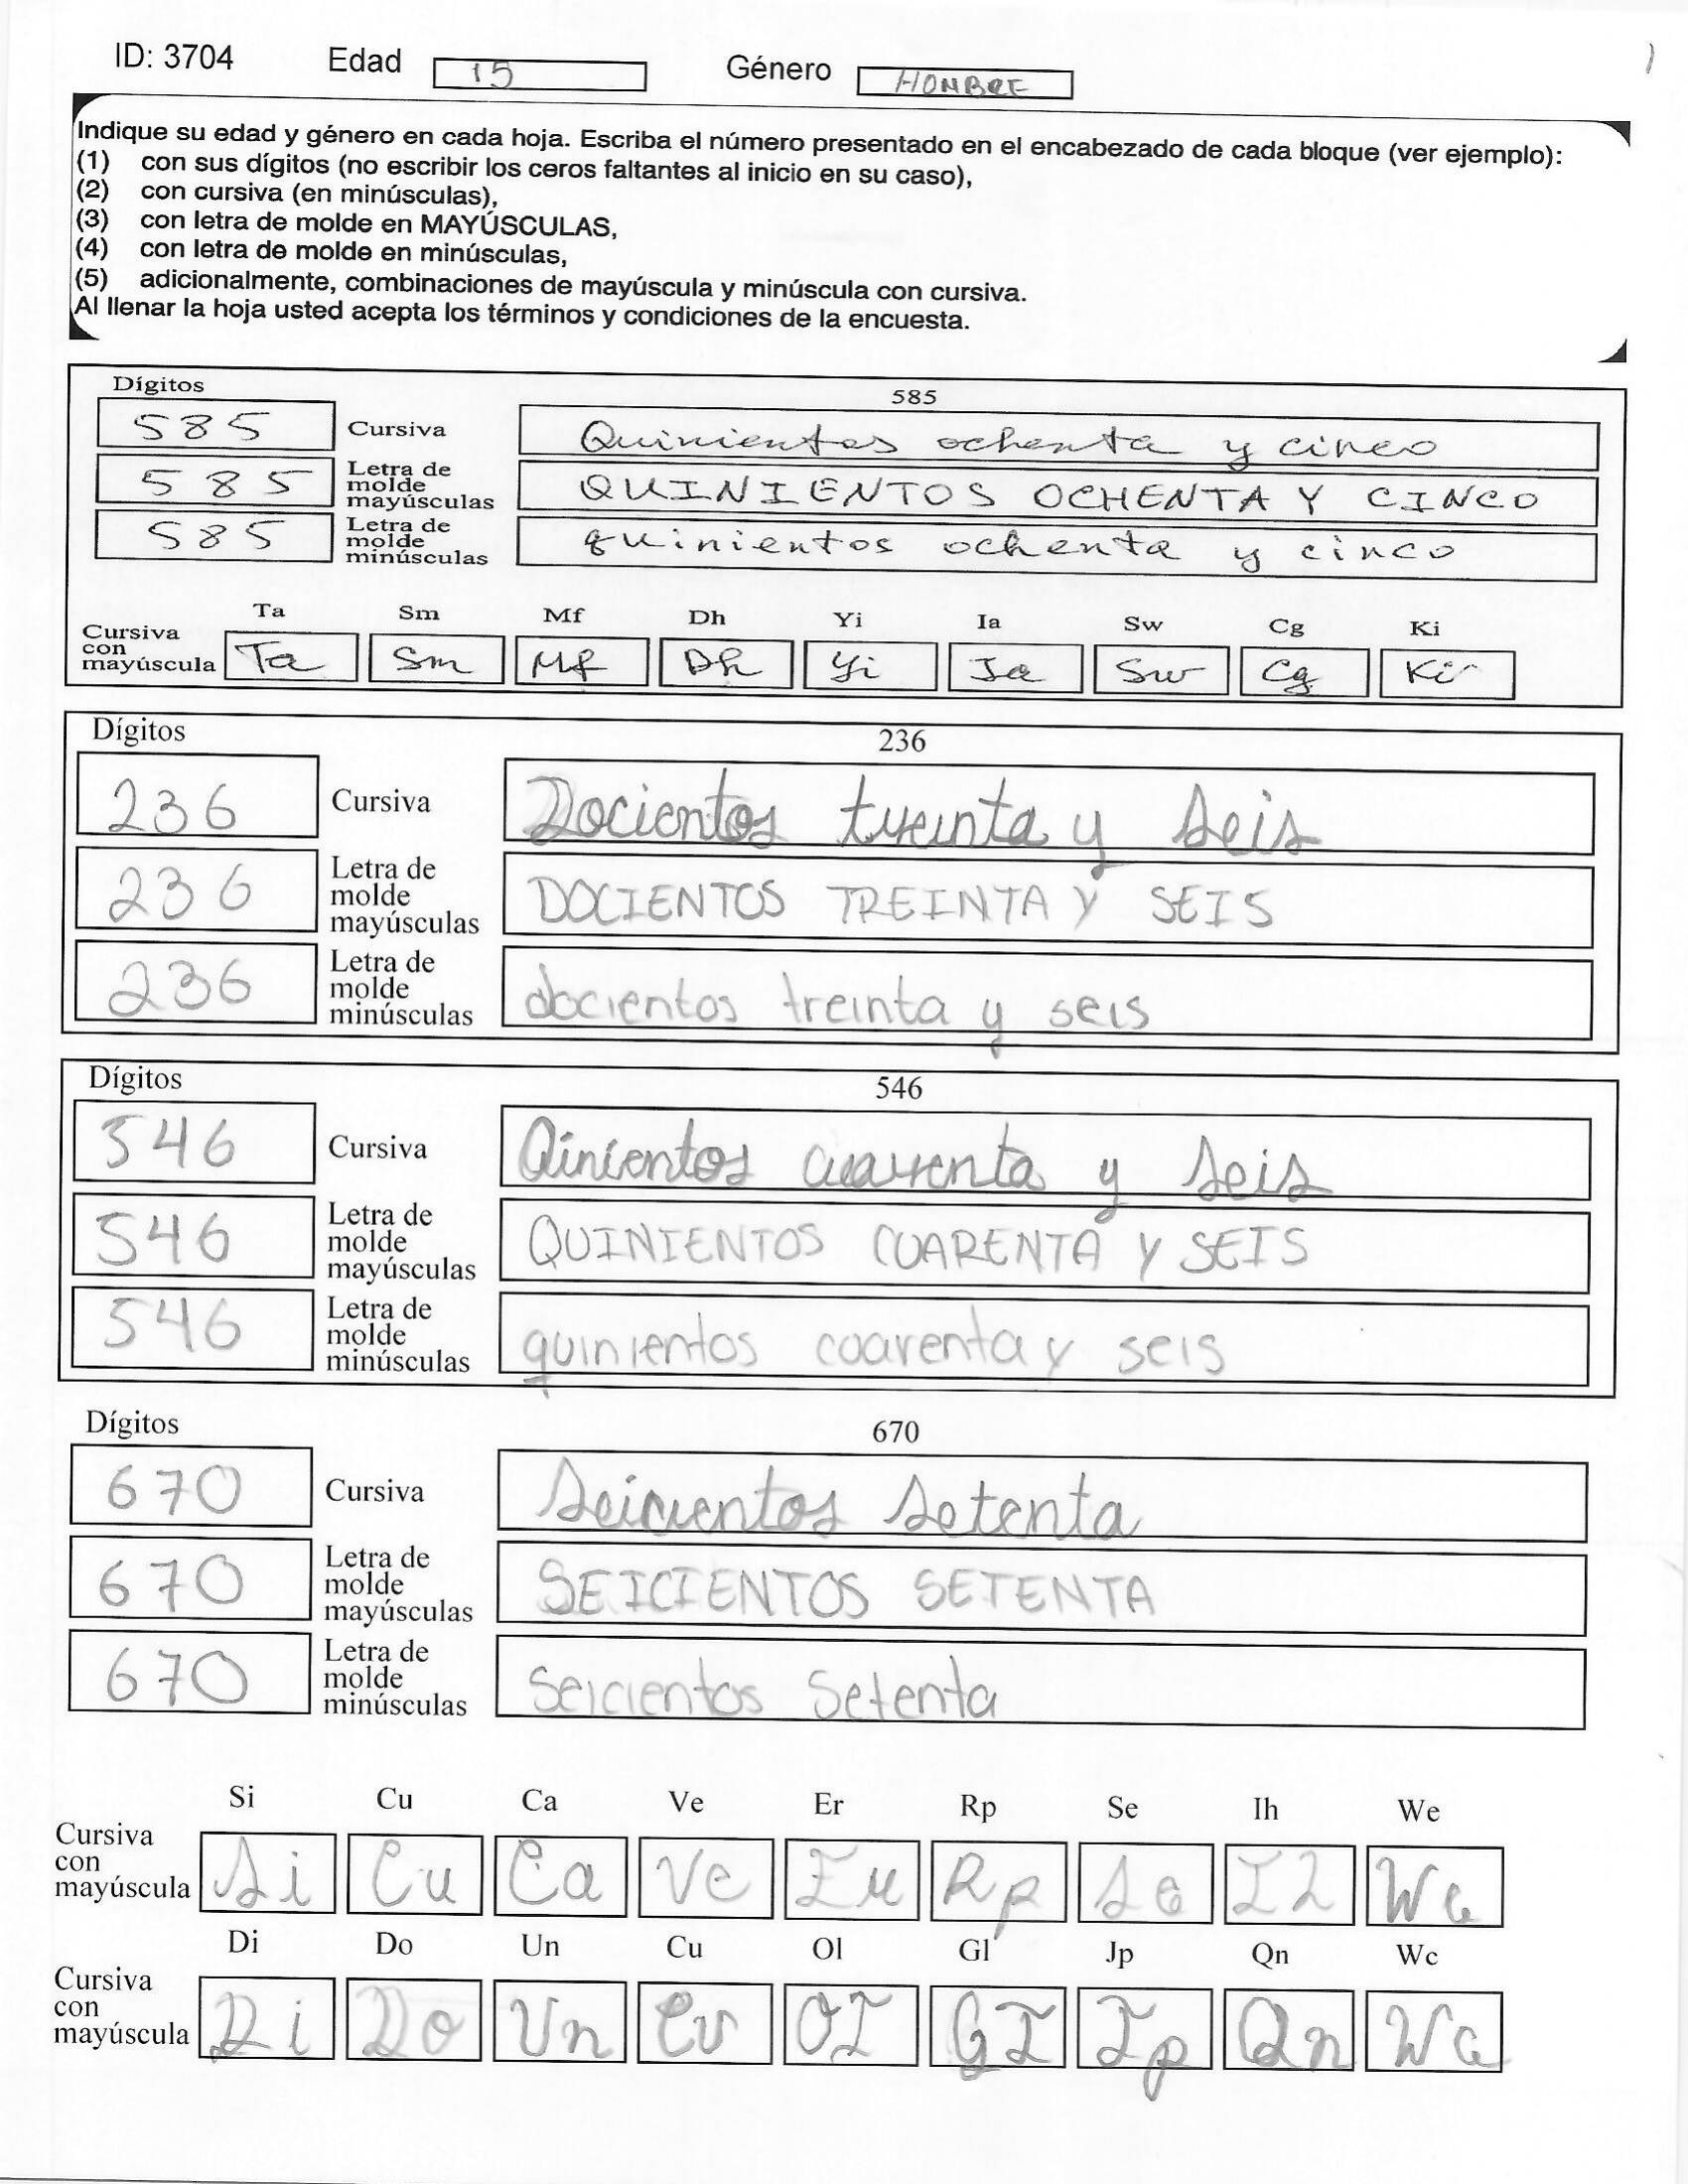 ID: 3704 Edad 15 Género HOMBRE
Indique su edad y género en cada hoja. Escriba el número presentado en el encabezado de cada bloque (ver ejemplo):
(1) con sus dígitos (no escribir los ceros faltantes al inicio en su caso),
(2) con cursiva (en minúsculas),
(3) con letra de molde en MAYÚSCULAS,
(4) con letra de molde en minúsculas,
(5) adicionalmente, combinaciones de mayúscula y minúscula con cursiva.
Al llenar la hoja usted acepta los términos y condiciones de la encuesta.
Dígitos 585
585 Cursiva Quinientos ochenta y cinco
585 Letra de molde mayúsculas QUINIENTOS OCHENTA Y CINCO
585 Letra de molde minúsculas quinientos ochenta y cinco
Ta Sm Mf Dh Yi Ia Sw Cg Ki
Cursiva con mayúscula Ta Sm Mf Dh Yi Ia Sw Cg Ki
Dígitos 236
236 Cursiva Docientos treinta y seis
236 Letra de molde mayúsculas DOCIENTOS TREINTA Y SEIS
236 Letra de molde minúsculas docientos treinta y seis
Dígitos 546
546 Cursiva Qinientos cuarenta y seis
546 Letra de molde mayúsculas QUINIENTOS CUARENTA Y SEIS
546 Letra de molde minúsculas quinientos coarenta y seis
Dígitos 670
670 Cursiva Seicientos setenta
670 Letra de molde mayúsculas SEICIENTOS SETENTA
670 Letra de molde minúsculas Seicientos Setenta
Si Cu Ca Ve Er Rp Se Ih We
Cursiva con mayúscula Si Cu Ca Ve Er Rp Se Ih We
Di Do Un Cu Ol Gl Jp Qn Wc
Cursiva con mayúscula Di Do Un Cu OI GI Jp Qn Wc